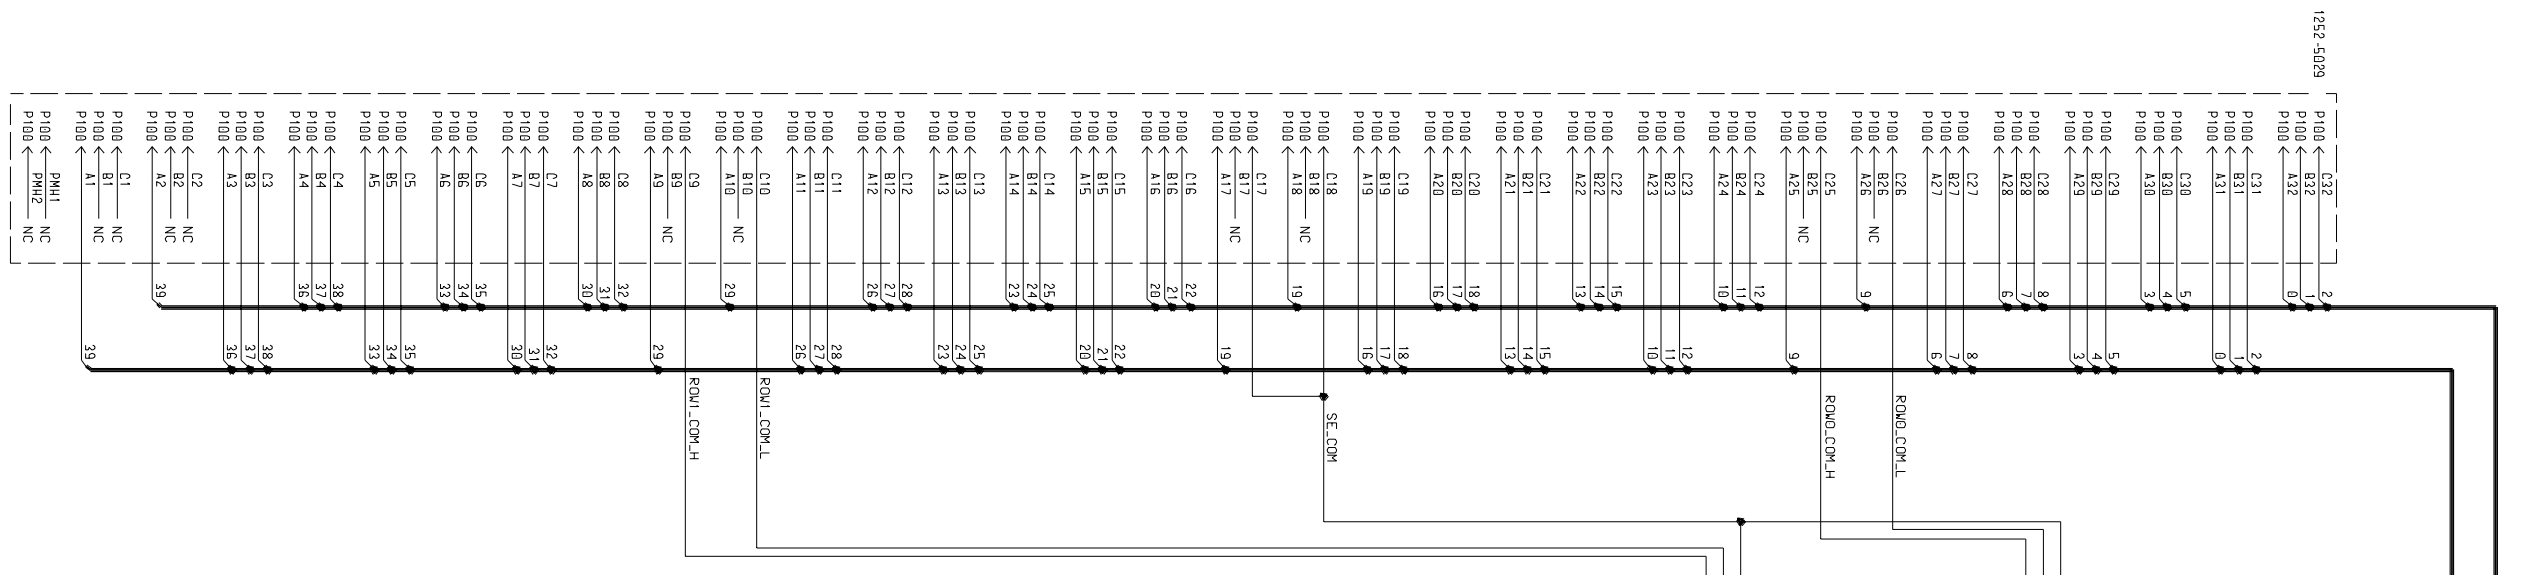 1252-5029
P100 C32 2
P100 B32 1
P100 A32 0
P100 C31 2
P100 B31 1
P100 A31 0
P100 C30 5
P100 B30 4
P100 A30 3
P100 C29 5
P100 B29 4
P100 A29 3
P100 C28 8
P100 B28 7
P100 A28 6
P100 C27 8
P100 B27 7
P100 A27 6
P100 C26 ROW0_COM_L
P100 B26 NC
P100 A26 9
P100 C25 ROW0_COM_H
P100 B25 NC
P100 A25 9
P100 C24 12
P100 B24 11
P100 A24 10
P100 C23 12
P100 B23 11
P100 A23 10
P100 C22 15
P100 B22 14
P100 A22 13
P100 C21 15
P100 B21 14
P100 A21 13
P100 C20 18
P100 B20 17
P100 A20 16
P100 C19 18
P100 B19 17
P100 A19 16
P100 C18 SE_COM
P100 B18 NC
P100 A18 19
P100 C17
P100 B17 NC
P100 A17 19
P100 C16 22
P100 B16 21
P100 A16 20
P100 C15 22
P100 B15 21
P100 A15 20
P100 C14 25
P100 B14 24
P100 A14 23
P100 C13 25
P100 B13 24
P100 A13 23
P100 C12 28
P100 B12 27
P100 A12 26
P100 C11 28
P100 B11 27
P100 A11 26
P100 C10 ROW1_COM_L
P100 B10 NC
P100 A10 29
P100 C9 ROW1_COM_H
P100 B9 NC
P100 A9 29
P100 C8 32
P100 B8 31
P100 A8 30
P100 C7 32
P100 B7 31
P100 A7 30
P100 C6 35
P100 B6 34
P100 A6 33
P100 C5 35
P100 B5 34
P100 A5 33
P100 C4 38
P100 B4 37
P100 A4 36
P100 C3 38
P100 B3 37
P100 A3 36
P100 C2 NC
P100 B2 NC
P100 A2 39
P100 C1 NC
P100 B1 NC
P100 A1 39
P100 PMH1 NC
P100 PMH2 NC